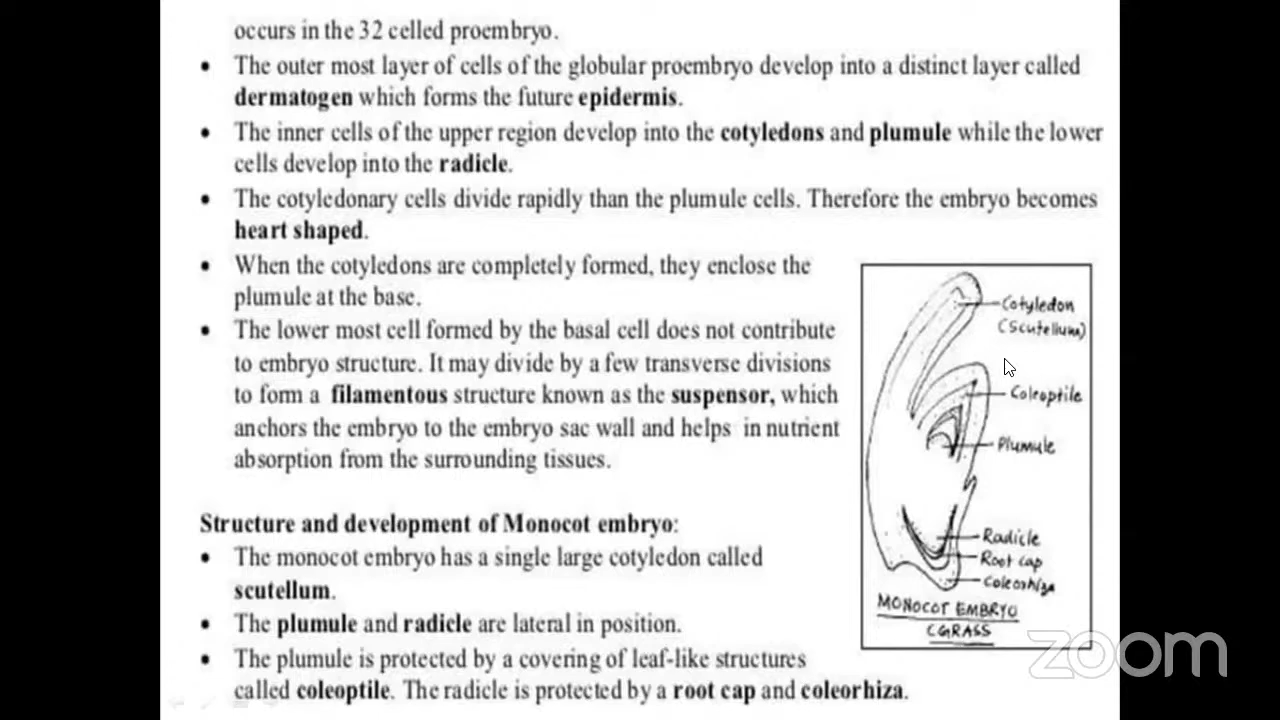 occurs in the 32 celled proembryo.
• The outer most layer of cells of the globular proembryo develop into a distinct layer called
dermatogen which forms the future epidermis.
• The inner cells of the upper region develop into the cotyledons and plumule while the lower
cells develop into the radicle.
• The cotyledonary cells divide rapidly than the plumule cells. Therefore the embryo becomes
heart shaped.
• When the cotyledons are completely formed, they enclose the
plumule at the base.
• The lower most cell formed by the basal cell does not contribute
to embryo structure. It may divide by a few transverse divisions
to form a filamentous structure known as the suspensor, which
anchors the embryo to the embryo sac wall and helps in nutrient
absorption from the surrounding tissues.
Structure and development of Monocot embryo:
• The monocot embryo has a single large cotyledon called
scutellum.
• The plumule and radicle are lateral in position.
• The plumule is protected by a covering of leaf-like structures
called coleoptile. The radicle is protected by a root cap and coleorhiza.
Cotyledon
(Scutellum)
Coleoptile
Plumule
Radicle
Root cap
Coleorhiza
MONOCOT EMBRYO
(GRASS
zoom